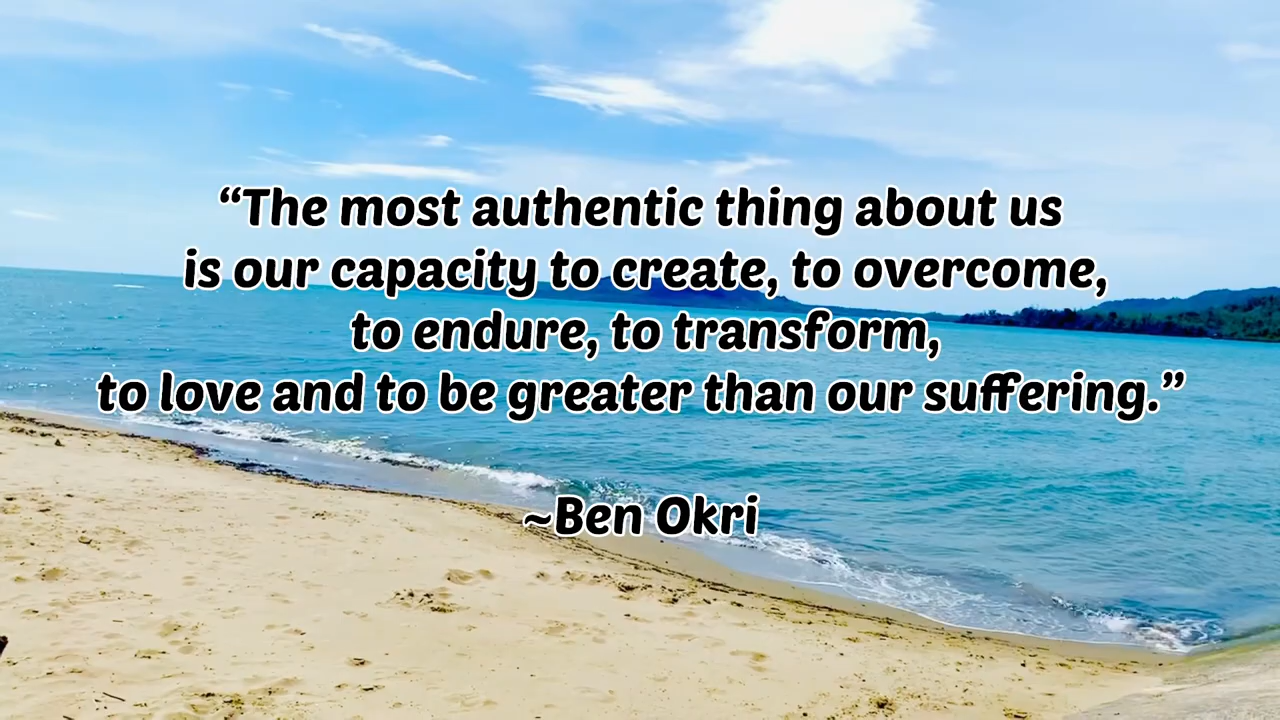 “The most authentic thing about us
is our capacity to create, to overcome,
to endure, to transform,
to love and to be greater than our suffering.”
~Ben Okri